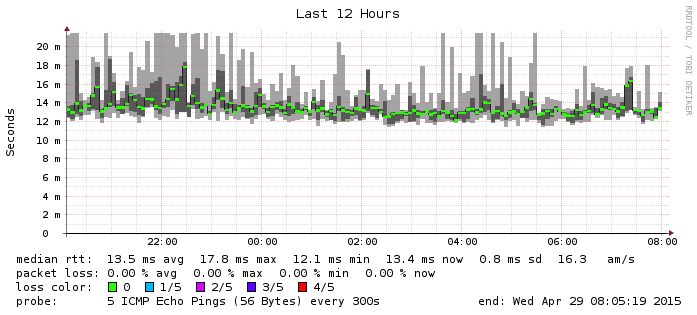 Last 12 Hours
RRDTOOL / TOBI OETIKER
Seconds
20 m
18 m
16 m
14 m
12 m
10 m
8 m
6 m
4 m
2 m
0
22:00 00:00 02:00 04:00 06:00 08:00
median rtt: 13.5 ms avg 17.8 ms max 12.1 ms min 13.4 ms now 0.8 ms sd 16.3 am/s
packet loss: 0.00 % avg 0.00 % max 0.00 % min 0.00 % now
loss color: 0 1/5 2/5 3/5 4/5
probe: 5 ICMP Echo Pings (56 Bytes) every 300s end: Wed Apr 29 08:05:19 2015